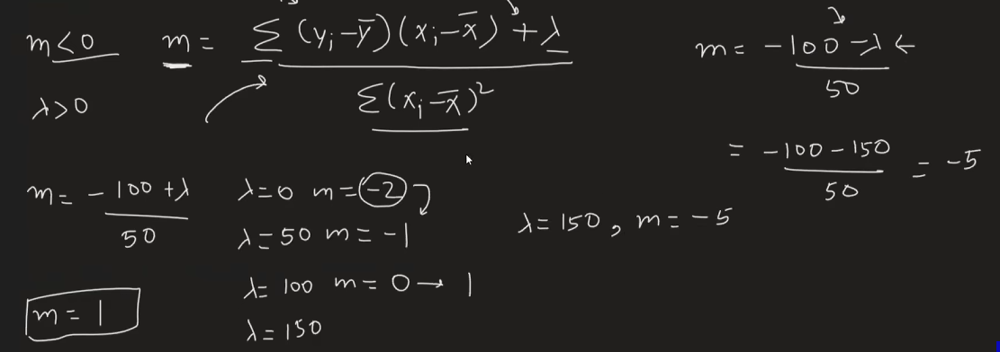 m<0 m = Σ(yᵢ-ȳ)(xᵢ-x̄)+λ / Σ(xᵢ-x̄)²
λ>0
m = -100-λ ← / 50
= -100-150 / 50 = -5
m = -100+λ / 50
λ=0 m=-2
λ=50 m=-1
λ=100 m=0→1
λ=150
λ=150, m=-5
m=1